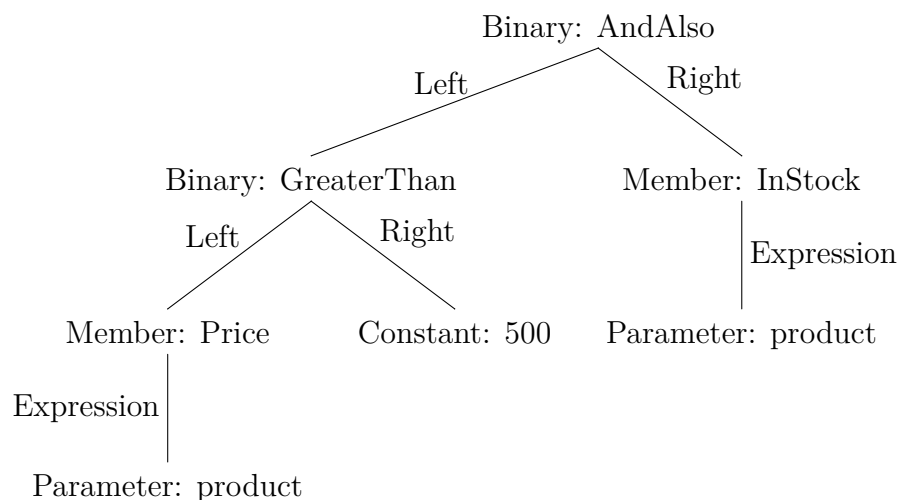 Binary: AndAlso
Left
Right
Binary: GreaterThan
Member: InStock
Left
Right
Expression
Member: Price
Constant: 500
Parameter: product
Expression
Parameter: product